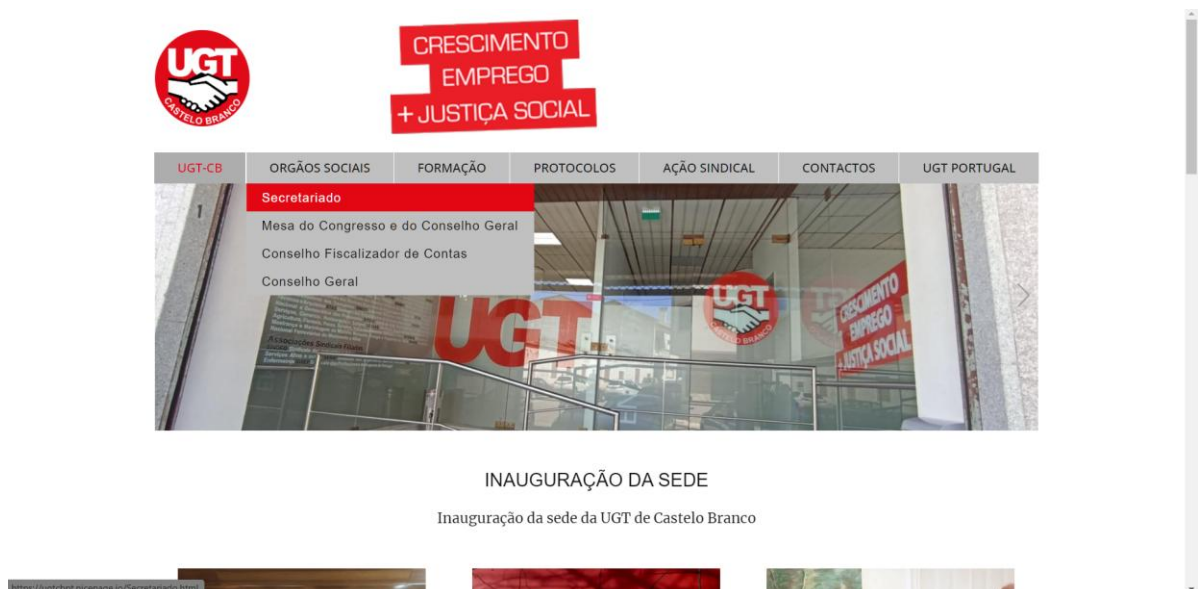 UGT
CASTELO BRANCO
CRESCIMENTO
EMPREGO
+ JUSTIÇA SOCIAL
UGT-CB ORGÃOS SOCIAIS FORMAÇÃO PROTOCOLOS AÇÃO SINDICAL CONTACTOS UGT PORTUGAL
Secretariado
Mesa do Congresso e do Conselho Geral
Conselho Fiscalizador de Contas
Conselho Geral
1
UGT
UGT
CASTELO BRANCO
CRESCIMENTO
EMPREGO
+ JUSTIÇA SOCIAL
INAUGURAÇÃO DA SEDE
Inauguração da sede da UGT de Castelo Branco